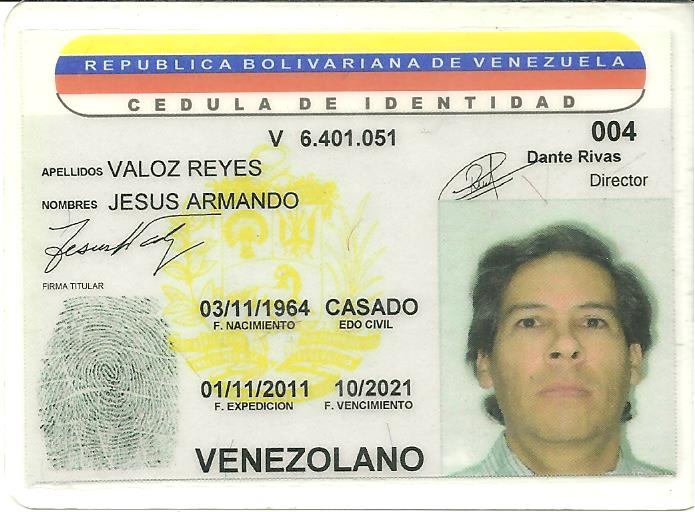 REPUBLICA BOLIVARIANA DE VENEZUELA
CEDULA DE IDENTIDAD
V 6.401.051
004
APELLIDOS VALOZ REYES
Dante Rivas
Director
NOMBRES JESUS ARMANDO
FIRMA TITULAR
03/11/1964 CASADO
F. NACIMIENTO EDO CIVIL
01/11/2011 10/2021
F. EXPEDICION F. VENCIMIENTO
VENEZOLANO